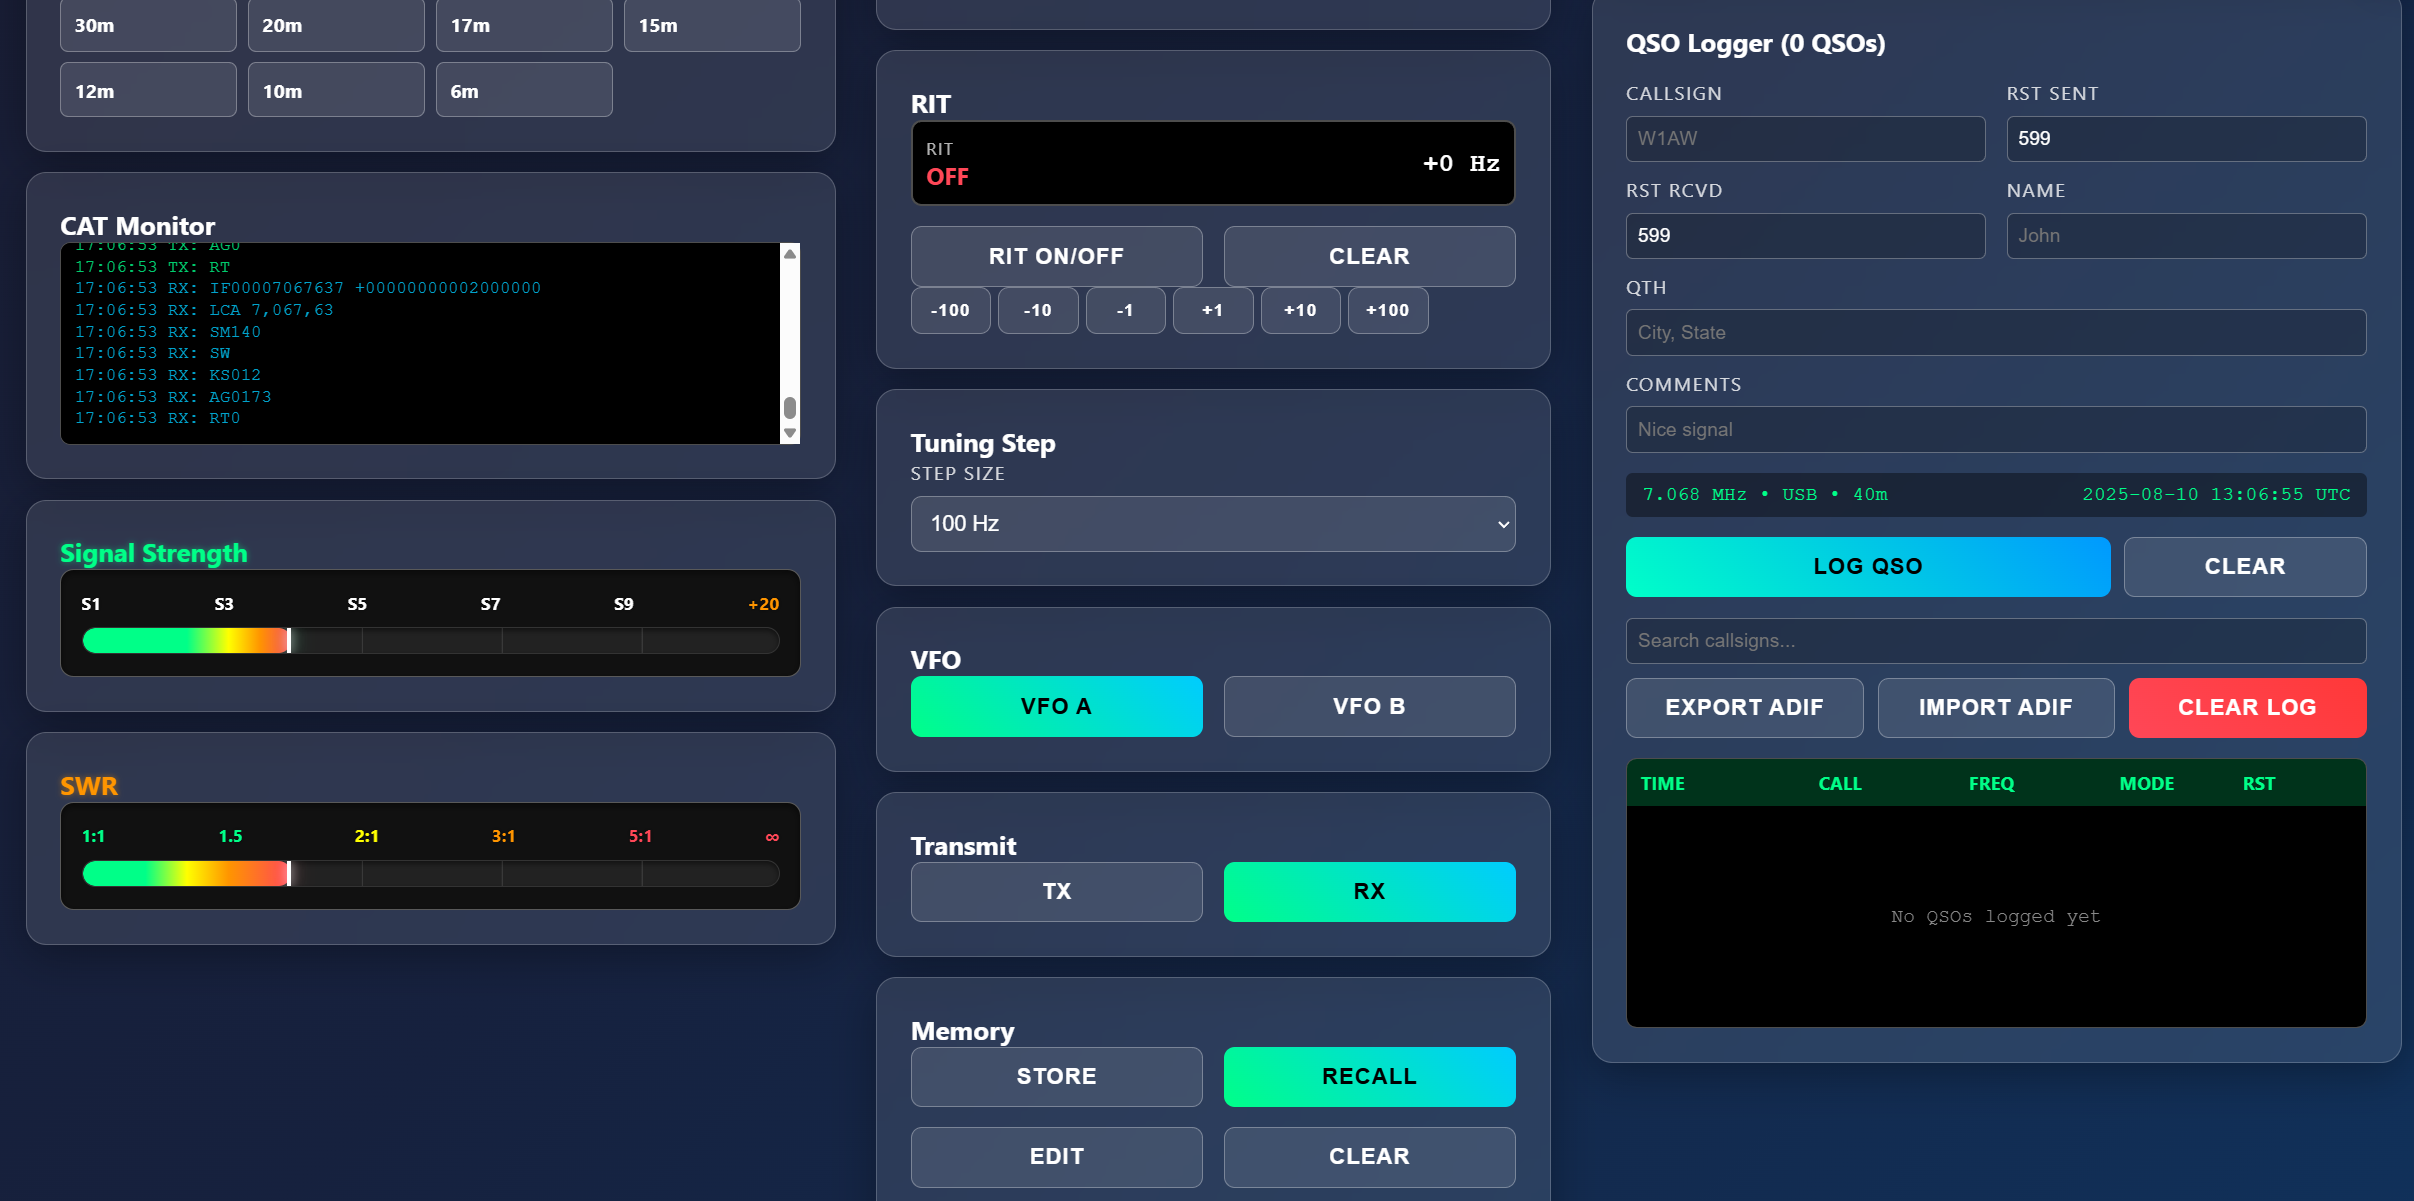 30m
20m
17m
15m
12m
10m
6m
CAT Monitor
17:06:53 TX: AG0
17:06:53 TX: RT
17:06:53 RX: IF00007067637 +00000000002000000
17:06:53 RX: LCA 7,067,63
17:06:53 RX: SM140
17:06:53 RX: SW
17:06:53 RX: KS012
17:06:53 RX: AG0173
17:06:53 RX: RT0
Signal Strength
S1 S3 S5 S7 S9 +20
SWR
1:1 1.5 2:1 3:1 5:1 ∞
RIT
RIT
OFF
+0 Hz
RIT ON/OFF
CLEAR
-100
-10
-1
+1
+10
+100
Tuning Step
STEP SIZE
100 Hz
VFO
VFO A
VFO B
Transmit
TX
RX
Memory
STORE
RECALL
EDIT
CLEAR
QSO Logger (0 QSOs)
CALLSIGN
W1AW
RST SENT
599
RST RCVD
599
NAME
John
QTH
City, State
COMMENTS
Nice signal
7.068 MHz • USB • 40m
2025-08-10 13:06:55 UTC
LOG QSO
CLEAR
Search callsigns...
EXPORT ADIF
IMPORT ADIF
CLEAR LOG
TIME CALL FREQ MODE RST
No QSOs logged yet